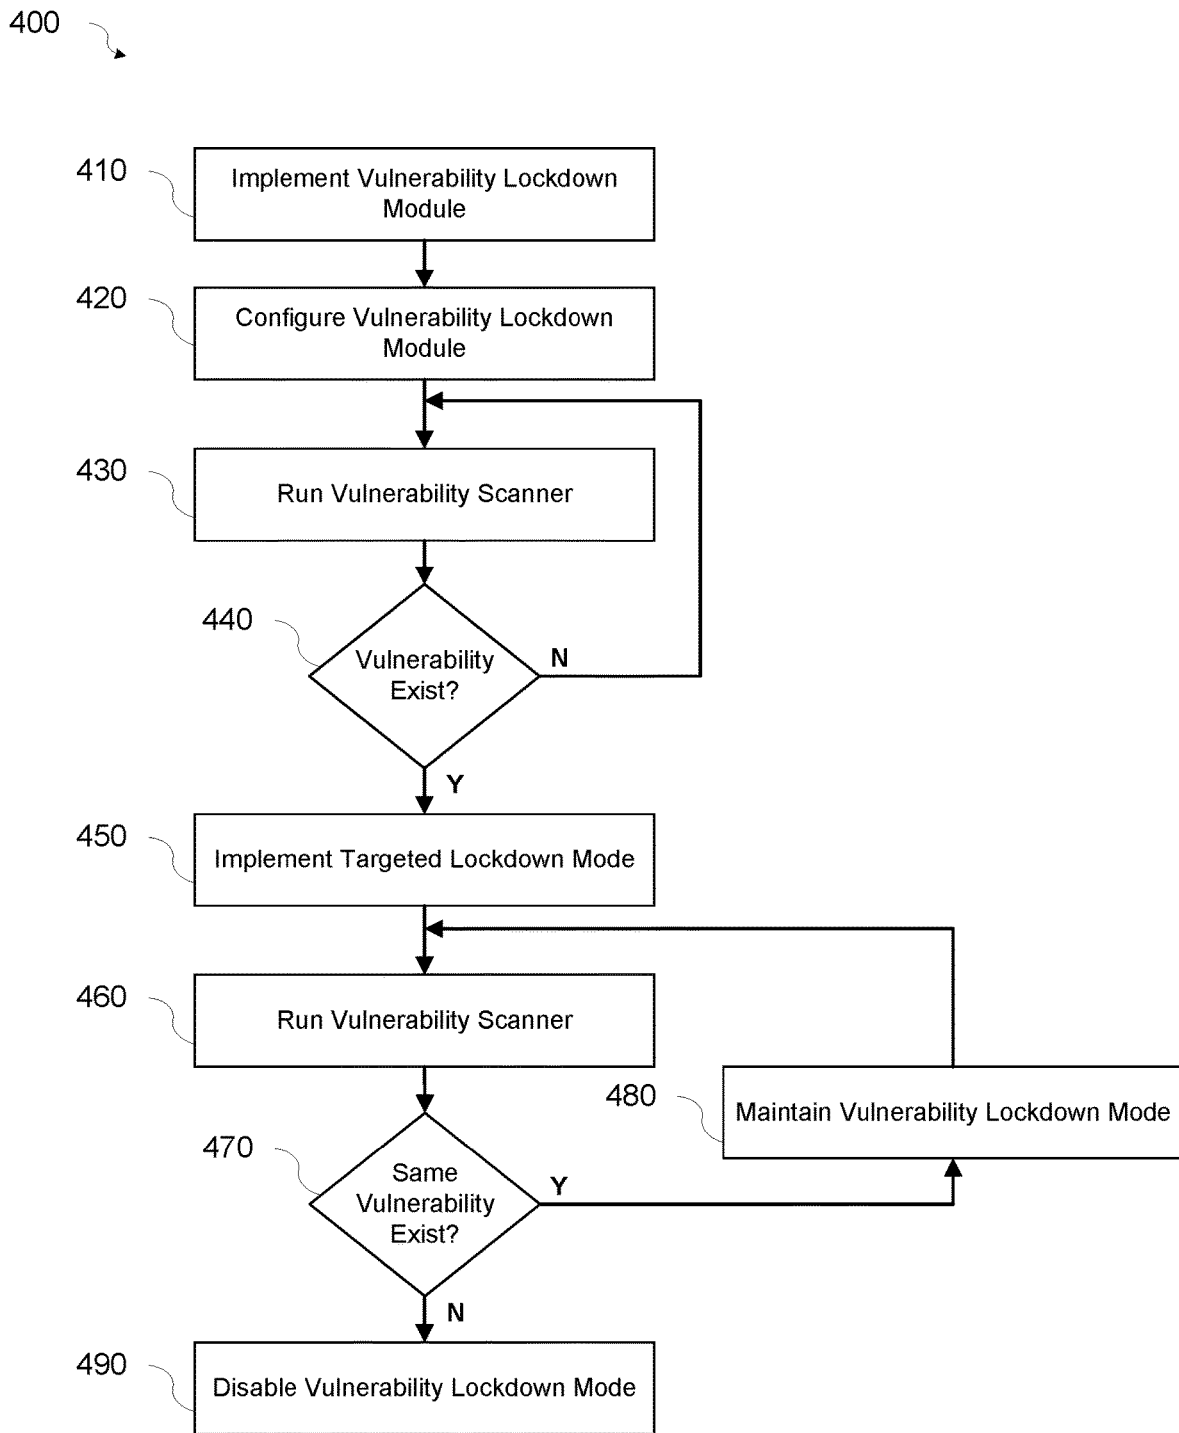 400
410
Implement Vulnerability Lockdown
Module
420
Configure Vulnerability Lockdown
Module
430
Run Vulnerability Scanner
440
Vulnerability
Exist?
N
Y
450
Implement Targeted Lockdown Mode
460
Run Vulnerability Scanner
480
Maintain Vulnerability Lockdown Mode
470
Same
Vulnerability
Exist?
Y
N
490
Disable Vulnerability Lockdown Mode